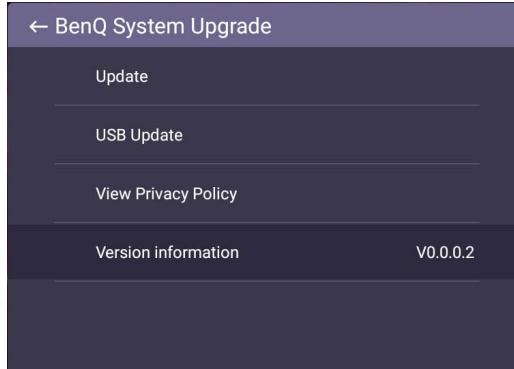 ← BenQ System Upgrade
Update
USB Update
View Privacy Policy
Version information V0.0.0.2